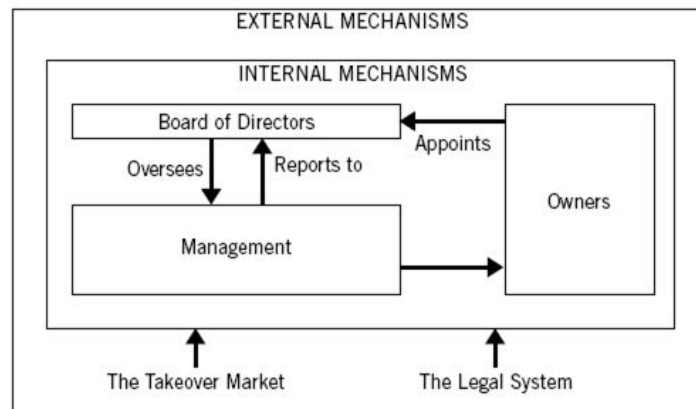 EXTERNAL MECHANISMS
INTERNAL MECHANISMS
Board of Directors
Appoints
Oversees
Reports to
Owners
Management
The Takeover Market
The Legal System